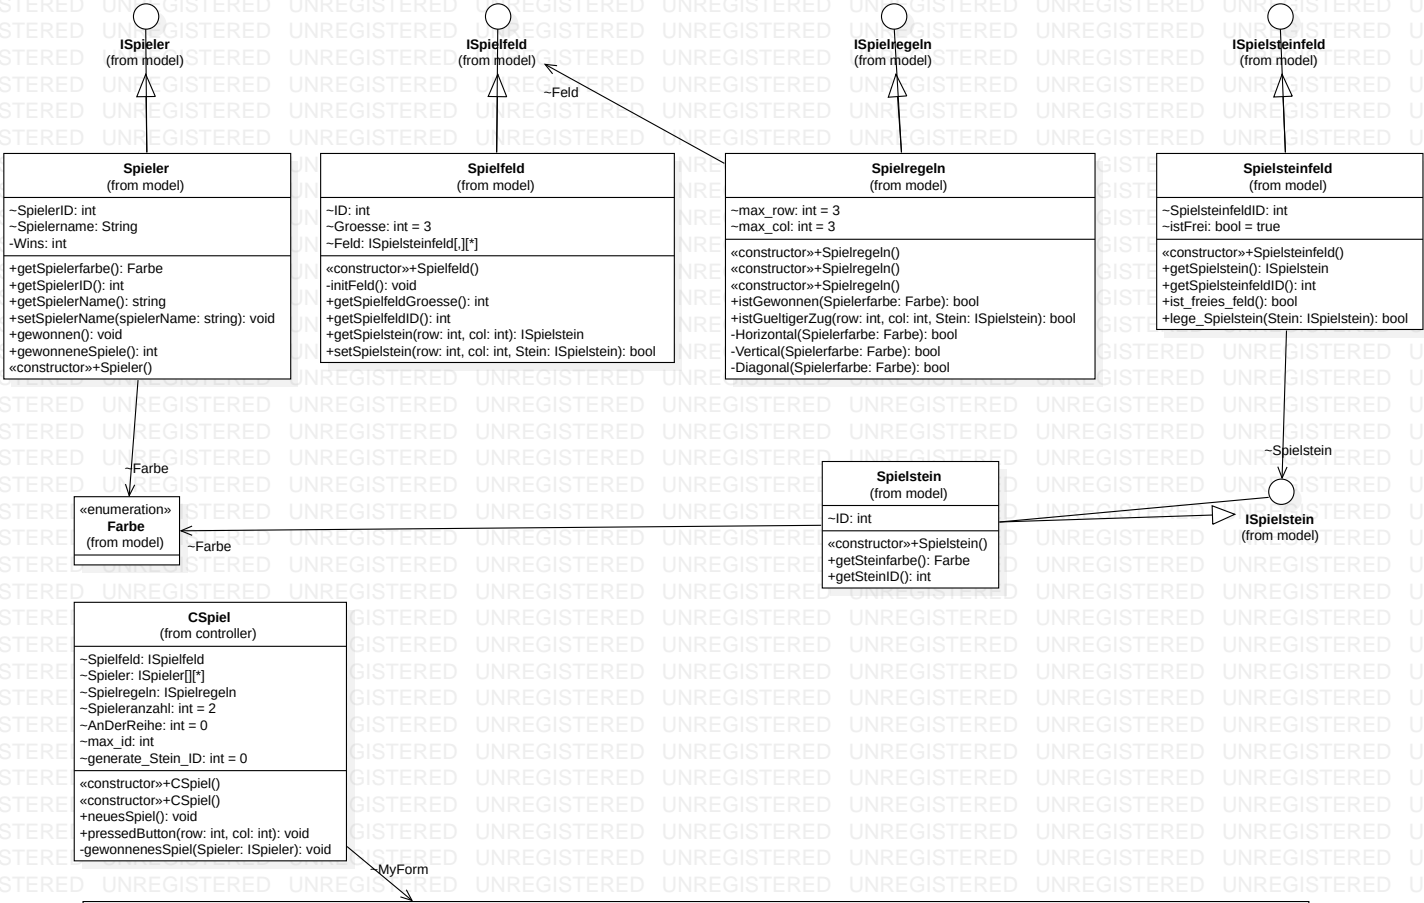 ISpieler
(from model)
ISpielfeld
(from model)
ISpielregeln
(from model)
ISpielsteinfeld
(from model)
~Feld
Spieler
(from model)
~SpielerID: int
~Spielername: String
-Wins: int
+getSpielerfarbe(): Farbe
+getSpielerID(): int
+getSpielerName(): string
+setSpielerName(spielerName: string): void
+gewonnen(): void
+gewonneneSpiele(): int
«constructor»+Spieler()
Spielfeld
(from model)
~ID: int
~Groesse: int = 3
~Feld: ISpielsteinfeld[,][*]
«constructor»+Spielfeld()
-initFeld(): void
+getSpielfeldGroesse(): int
+getSpielfeldID(): int
+getSpielstein(row: int, col: int): ISpielstein
+setSpielstein(row: int, col: int, Stein: ISpielstein): bool
Spielregeln
(from model)
~max_row: int = 3
~max_col: int = 3
«constructor»+Spielregeln()
«constructor»+Spielregeln()
«constructor»+Spielregeln()
+istGewonnen(Spielerfarbe: Farbe): bool
+istGueltigerZug(row: int, col: int, Stein: ISpielstein): bool
-Horizontal(Spielerfarbe: Farbe): bool
-Vertical(Spielerfarbe: Farbe): bool
-Diagonal(Spielerfarbe: Farbe): bool
Spielsteinfeld
(from model)
~SpielsteinfeldID: int
~istFrei: bool = true
«constructor»+Spielsteinfeld()
+getSpielstein(): ISpielstein
+getSpielsteinfeldID(): int
+ist_freies_feld(): bool
+lege_Spielstein(Stein: ISpielstein): bool
~Farbe
~Spielstein
«enumeration»
Farbe
(from model)
~Farbe
Spielstein
(from model)
~ID: int
«constructor»+Spielstein()
+getSteinfarbe(): Farbe
+getSteinID(): int
ISpielstein
(from model)
CSpiel
(from controller)
~Spielfeld: ISpielfeld
~Spieler: ISpieler[][*]
~Spielregeln: ISpielregeln
~Spieleranzahl: int = 2
~AnDerReihe: int = 0
~max_id: int
~generate_Stein_ID: int = 0
«constructor»+CSpiel()
«constructor»+CSpiel()
+neuesSpiel(): void
+pressedButton(row: int, col: int): void
-gewonnenesSpiel(Spieler: ISpieler): void
~MyForm
UNREGISTERED